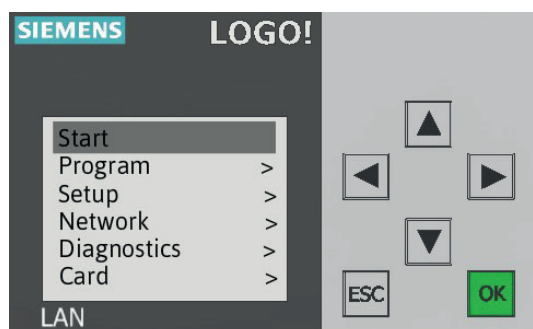 SIEMENS LOGO!
Start
Program >
Setup >
Network >
Diagnostics >
Card >
LAN
ESC OK